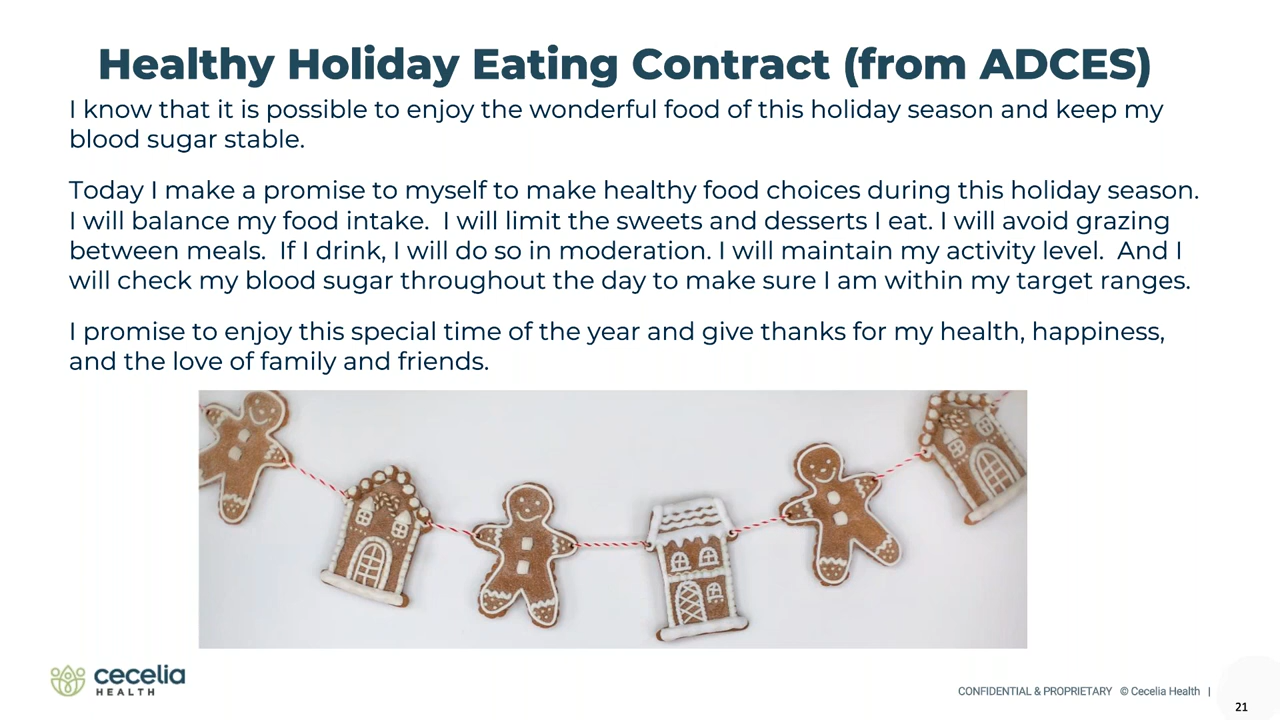 Healthy Holiday Eating Contract (from ADCES)
I know that it is possible to enjoy the wonderful food of this holiday season and keep my
blood sugar stable.
Today I make a promise to myself to make healthy food choices during this holiday season.
I will balance my food intake.  I will limit the sweets and desserts I eat. I will avoid grazing
between meals.  If I drink, I will do so in moderation. I will maintain my activity level.  And I
will check my blood sugar throughout the day to make sure I am within my target ranges.
I promise to enjoy this special time of the year and give thanks for my health, happiness,
and the love of family and friends.
cecelia
HEALTH
CONFIDENTIAL & PROPRIETARY © Cecelia Health |
21